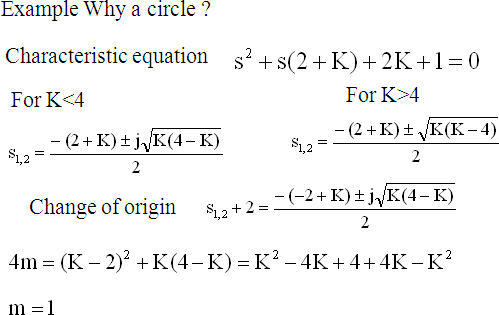 Example Why a circle ?
Characteristic equation s² + s(2 + K) + 2K + 1 = 0
For K<4 For K>4
s₁,₂ = (− (2 + K) ± j√(K(4 − K))) / 2 s₁,₂ = (− (2 + K) ± √(K(K − 4))) / 2
Change of origin s₁,₂ + 2 = (− (−2 + K) ± j√(K(4 − K))) / 2
4m = (K − 2)² + K(4 − K) = K² − 4K + 4 + 4K − K²
m = 1